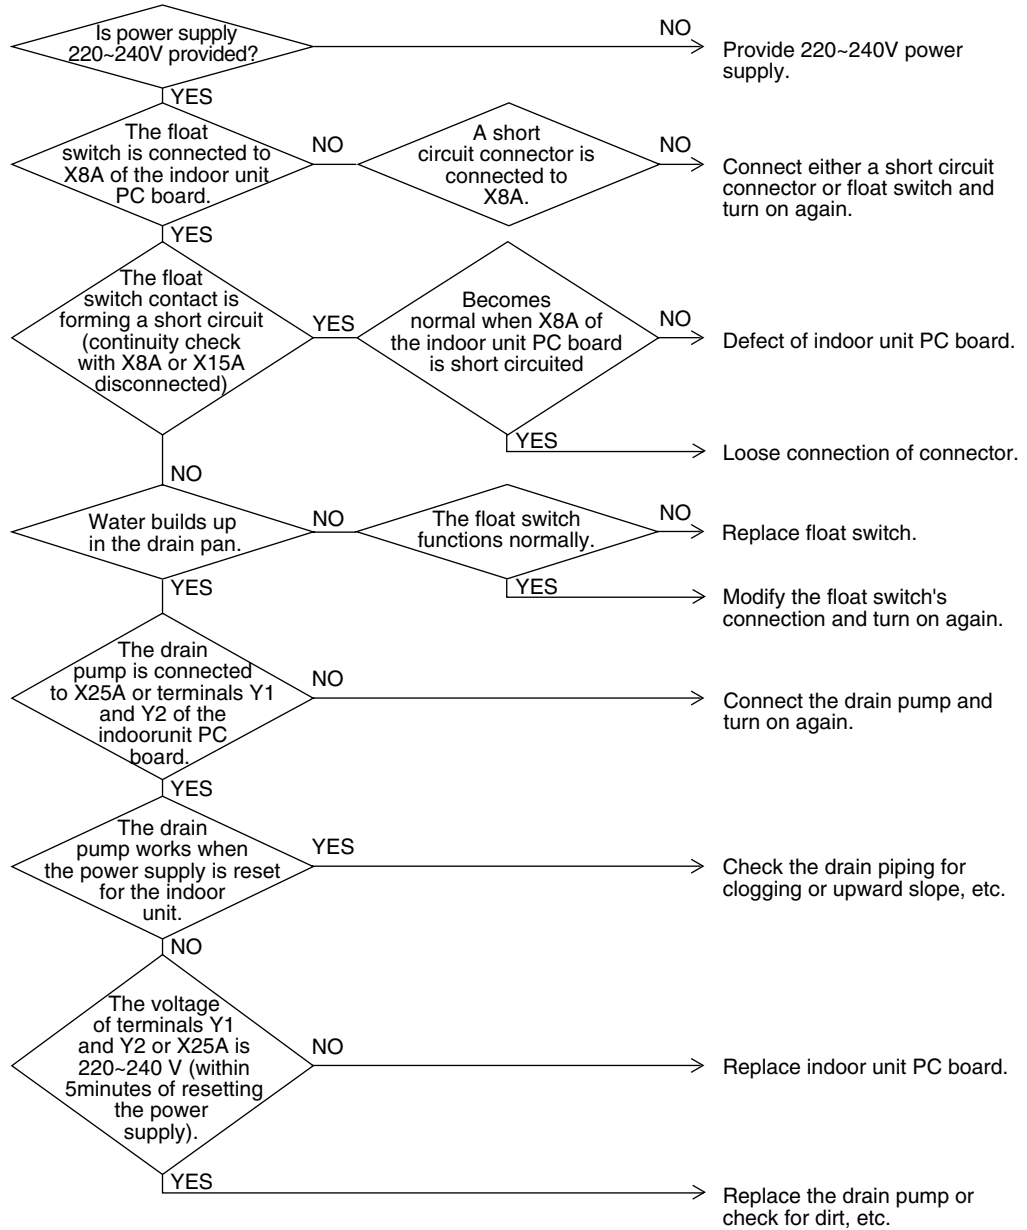 Is power supply
220~240V provided?
NO
Provide 220~240V power
supply.
YES
The float
switch is connected to
X8A of the indoor unit
PC board.
NO
A short
circuit connector is
connected to
X8A.
NO
Connect either a short circuit
connector or float switch and
turn on again.
YES
The float
switch contact is
forming a short circuit
(continuity check
with X8A or X15A
disconnected)
YES
Becomes
normal when X8A of
the indoor unit PC board
is short circuited
NO
Defect of indoor unit PC board.
YES
Loose connection of connector.
NO
Water builds up
in the drain pan.
NO
The float switch
functions normally.
NO
Replace float switch.
YES
Modify the float switch's
connection and turn on again.
YES
The drain
pump is connected
to X25A or terminals Y1
and Y2 of the
indoorunit PC
board.
NO
Connect the drain pump and
turn on again.
YES
The drain
pump works when
the power supply is reset
for the indoor
unit.
YES
Check the drain piping for
clogging or upward slope, etc.
NO
The voltage
of terminals Y1
and Y2 or X25A is
220~240 V (within
5minutes of resetting
the power
supply).
NO
Replace indoor unit PC board.
YES
Replace the drain pump or
check for dirt, etc.